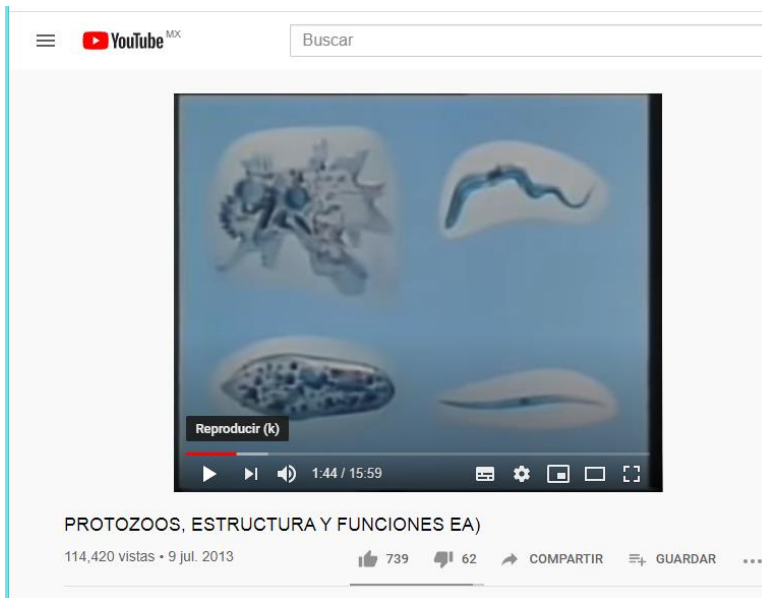 YouTube MX
Buscar
Reproducir (k)
1:44 / 15:59
PROTOZOOS, ESTRUCTURA Y FUNCIONES EA)
114,420 vistas • 9 jul. 2013
739 62 COMPARTIR GUARDAR